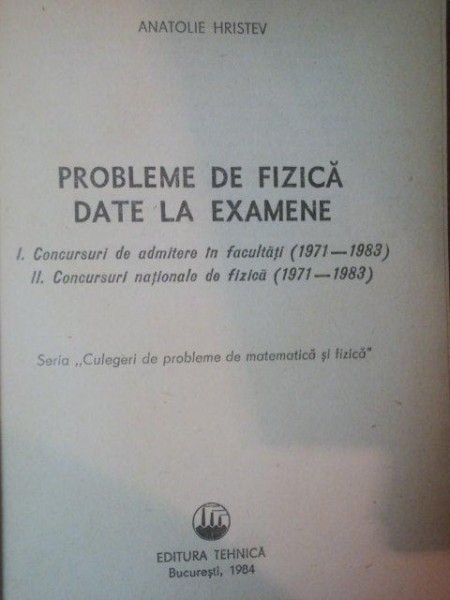 ANATOLIE HRISTEV
PROBLEME DE FIZICĂ
DATE LA EXAMENE
I. Concursuri de admitere în facultăți (1971—1983)
II. Concursuri naționale de fizică (1971—1983)
Seria „Culegeri de probleme de matematică și fizică"
EDITURA TEHNICĂ
București, 1984